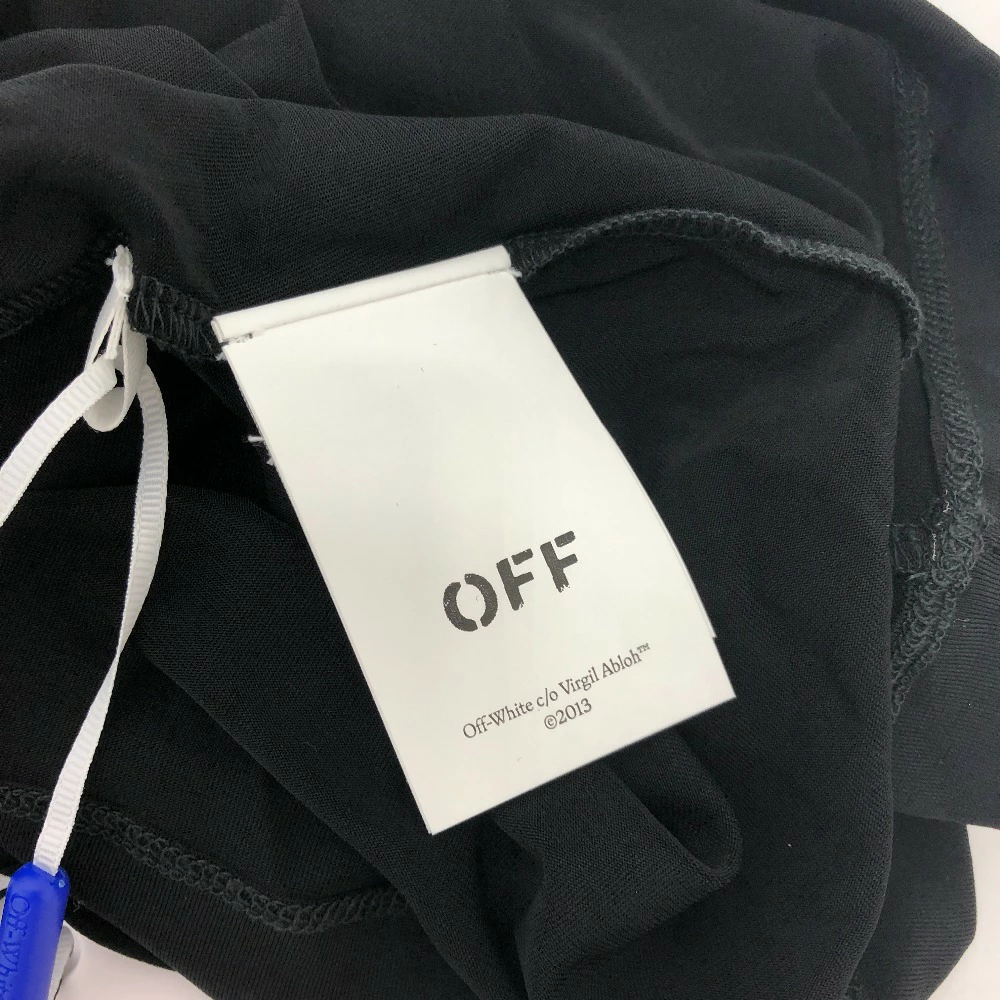 OFF
Off-White c/o Virgil Abloh™
©2013